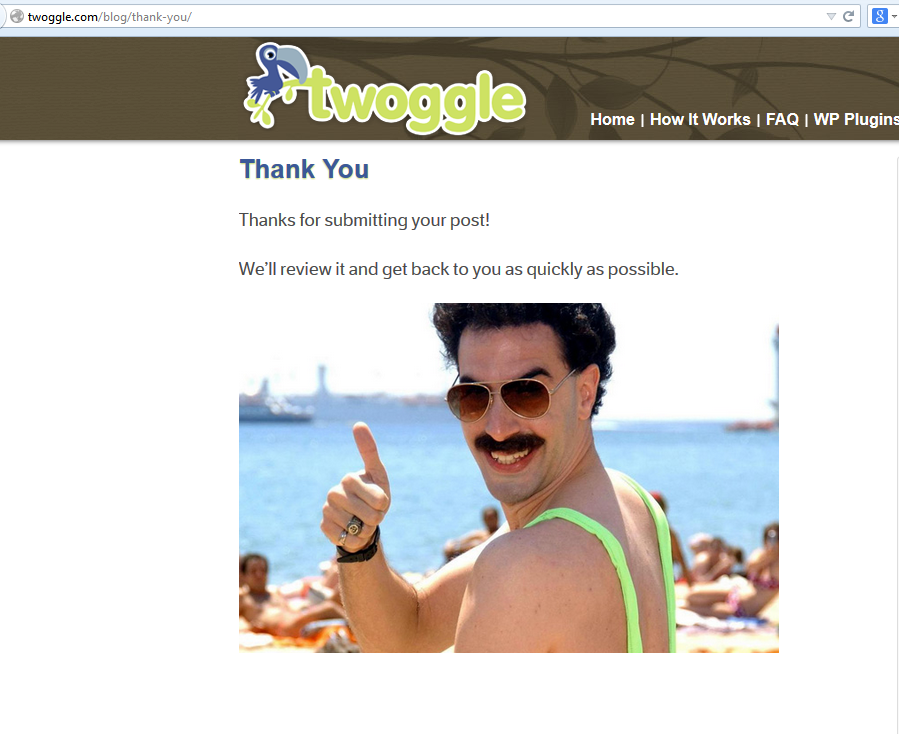 twoggle.com/blog/thank-you/
8
twoggle
Home | How It Works | FAQ | WP Plugins
Thank You
Thanks for submitting your post!
We’ll review it and get back to you as quickly as possible.